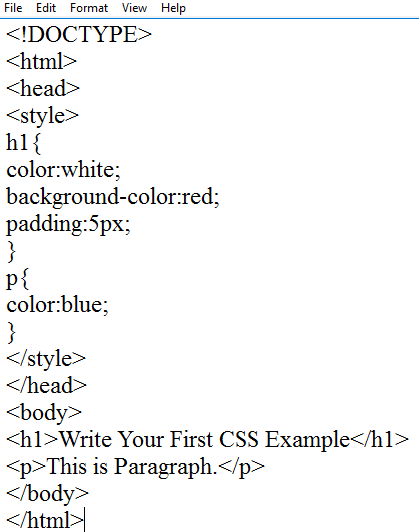 File Edit Format View Help
<!DOCTYPE>
<html>
<head>
<style>
h1{
color:white;
background-color:red;
padding:5px;
}
p{
color:blue;
}
</style>
</head>
<body>
<h1>Write Your First CSS Example</h1>
<p>This is Paragraph.</p>
</body>
</html>